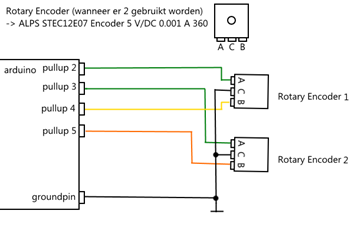 Rotary Encoder (wanneer er 2 gebruikt worden)
-> ALPS STEC12E07 Encoder 5 V/DC 0.001 A 360
A C B
arduino
pullup 2
pullup 3
pullup 4
pullup 5
groundpin
A
C
B
Rotary Encoder 1
A
C
B
Rotary Encoder 2